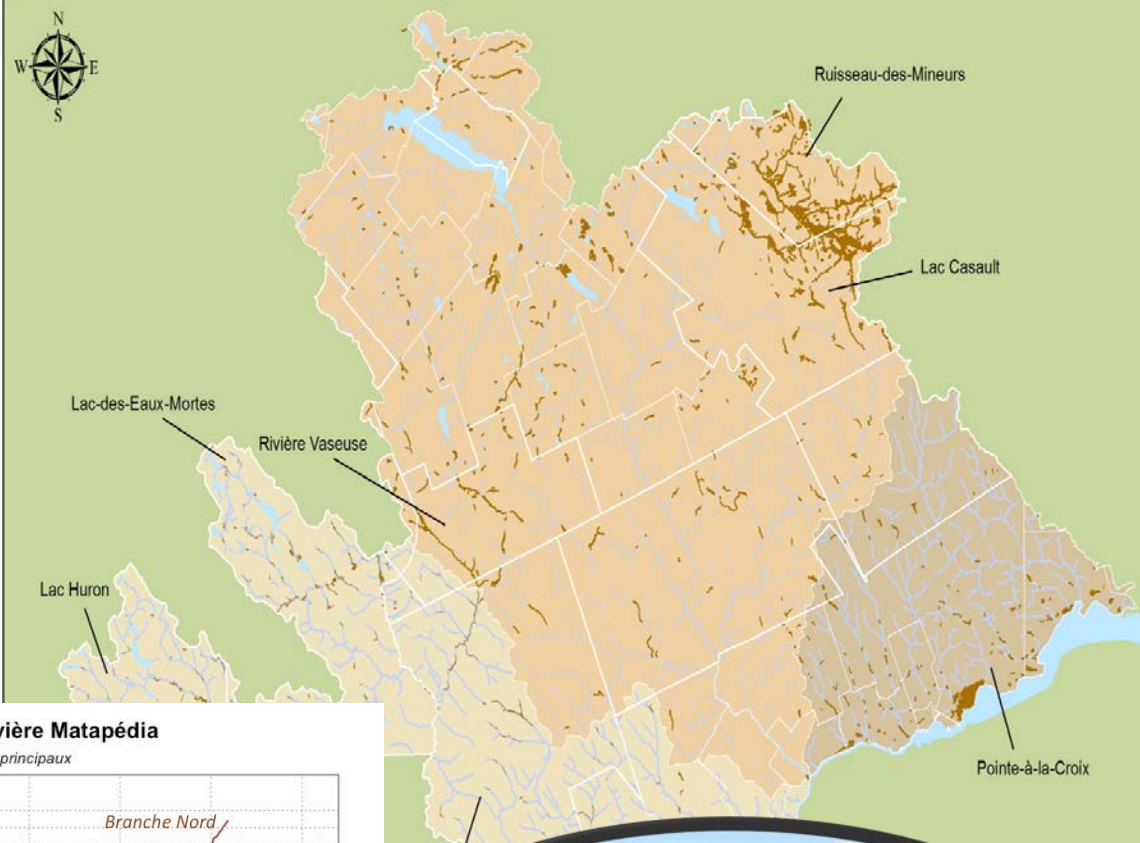 N
W E
S
Ruisseau-des-Mineurs
Lac Casault
Lac-des-Eaux-Mortes
Rivière Vaseuse
Lac Huron
Pointe-à-la-Croix
vière Matapédia
principaux
Branche Nord